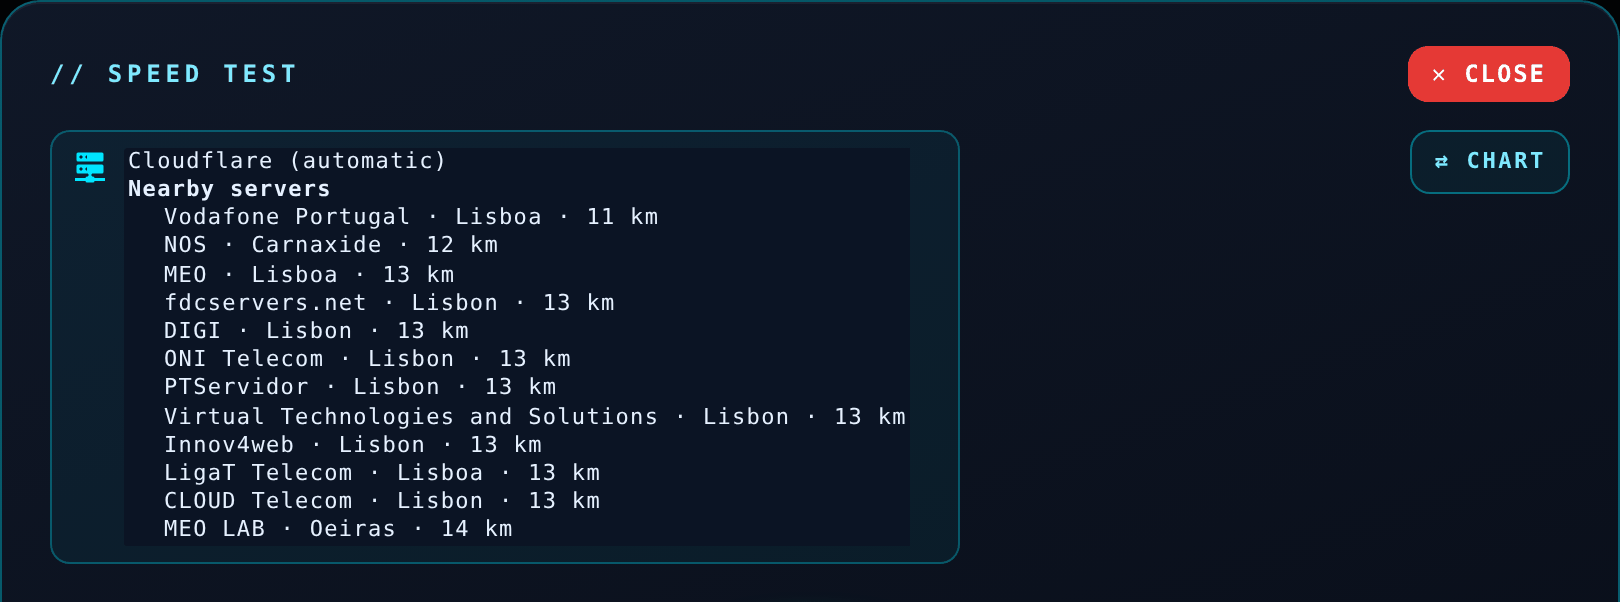 // SPEED TEST
× CLOSE
Cloudflare (automatic)
⇄ CHART
Nearby servers
Vodafone Portugal · Lisboa · 11 km
NOS · Carnaxide · 12 km
MEO · Lisboa · 13 km
fdcservers.net · Lisbon · 13 km
DIGI · Lisbon · 13 km
ONI Telecom · Lisbon · 13 km
PTServidor · Lisbon · 13 km
Virtual Technologies and Solutions · Lisbon · 13 km
Innov4web · Lisbon · 13 km
LigaT Telecom · Lisboa · 13 km
CLOUD Telecom · Lisbon · 13 km
MEO LAB · Oeiras · 14 km